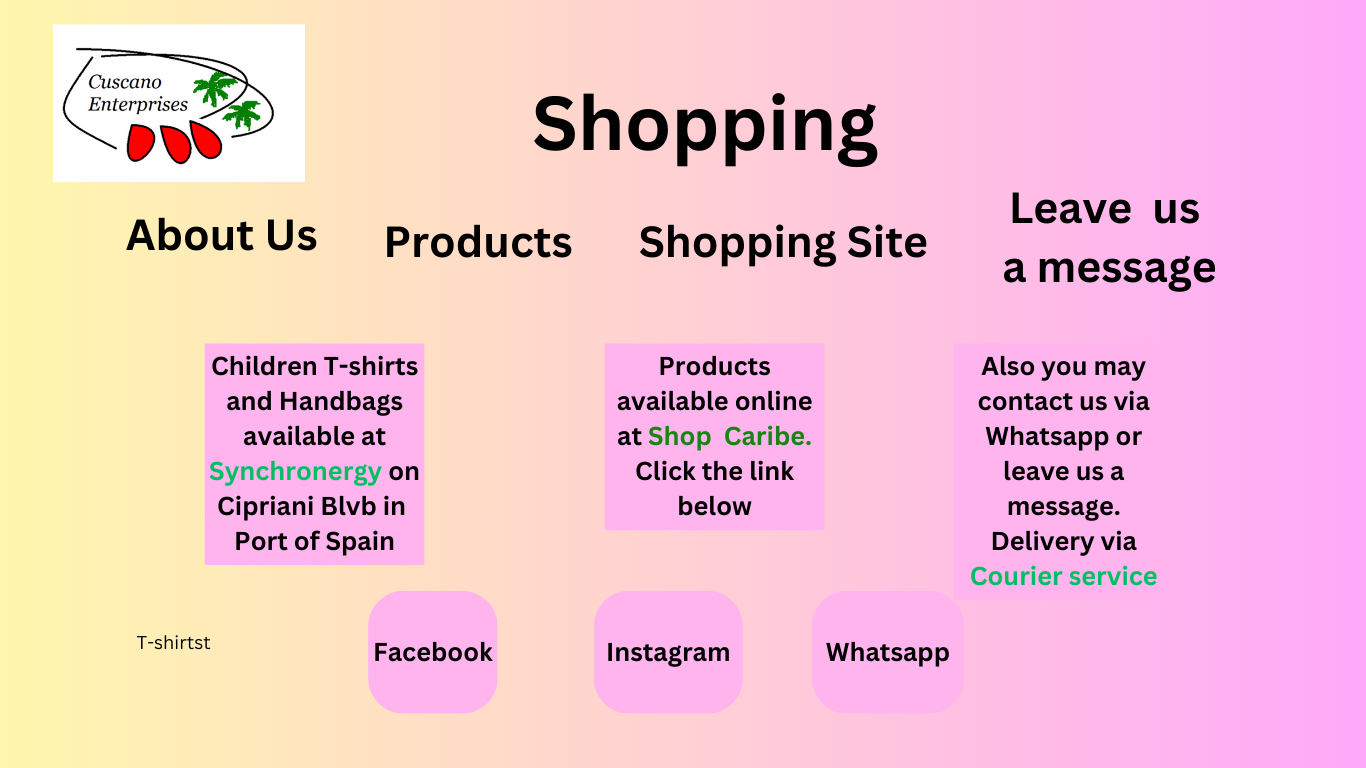 Cuscano
Enterprises
Shopping
About Us
Products
Shopping Site
Leave  us
a message
Children T-shirts
and Handbags
available at
Synchronergy on
Cipriani Blvb in
Port of Spain
Products
available online
at Shop  Caribe.
Click the link
below
Also you may
contact us via
Whatsapp or
leave us a
message.
Delivery via
Courier service
T-shirtst
Facebook
Instagram
Whatsapp